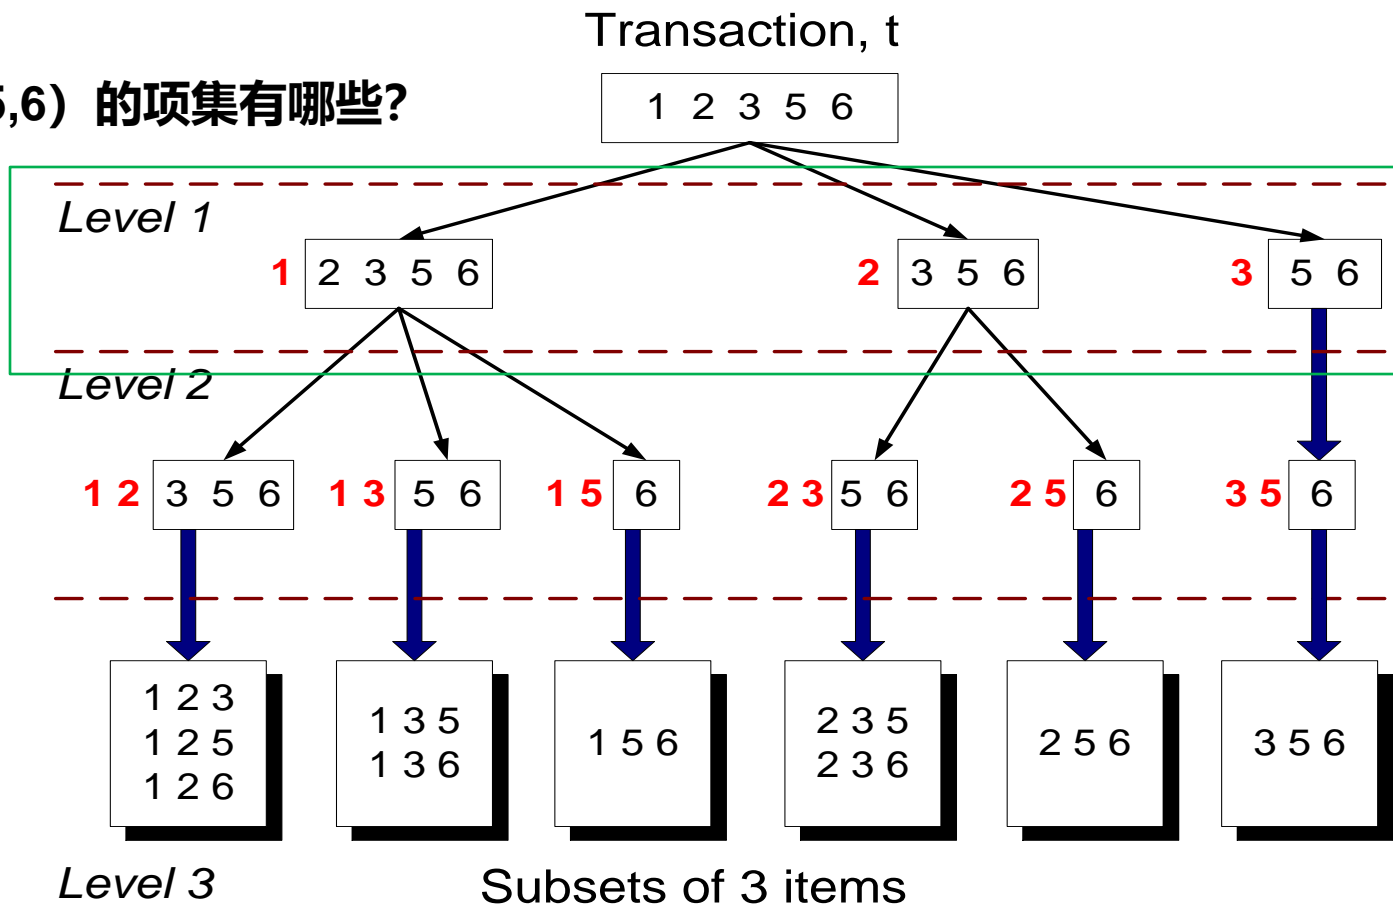 Transaction, t
5,6）的项集有哪些?
1 2 3 5 6
Level 1
1 2 3 5 6
2 3 5 6
3 5 6
Level 2
1 2 3 5 6
1 3 5 6
1 5 6
2 3 5 6
2 5 6
3 5 6
1 2 3
1 2 5
1 2 6
1 3 5
1 3 6
1 5 6
2 3 5
2 3 6
2 5 6
3 5 6
Level 3
Subsets of 3 items